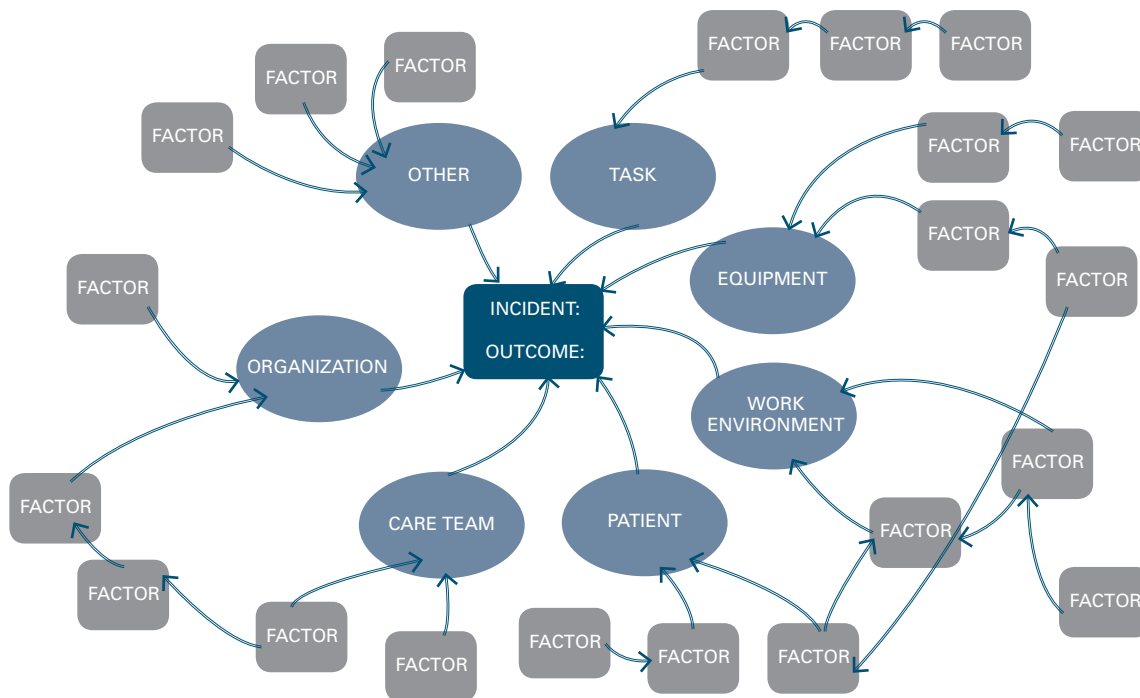 FACTOR
FACTOR
FACTOR
FACTOR
FACTOR
FACTOR
FACTOR
FACTOR
FACTOR
OTHER
TASK
FACTOR
EQUIPMENT
FACTOR
FACTOR
INCIDENT:
OUTCOME:
ORGANIZATION
WORK
ENVIRONMENT
FACTOR
FACTOR
CARE TEAM
PATIENT
FACTOR
FACTOR
FACTOR
FACTOR
FACTOR
FACTOR
FACTOR
FACTOR